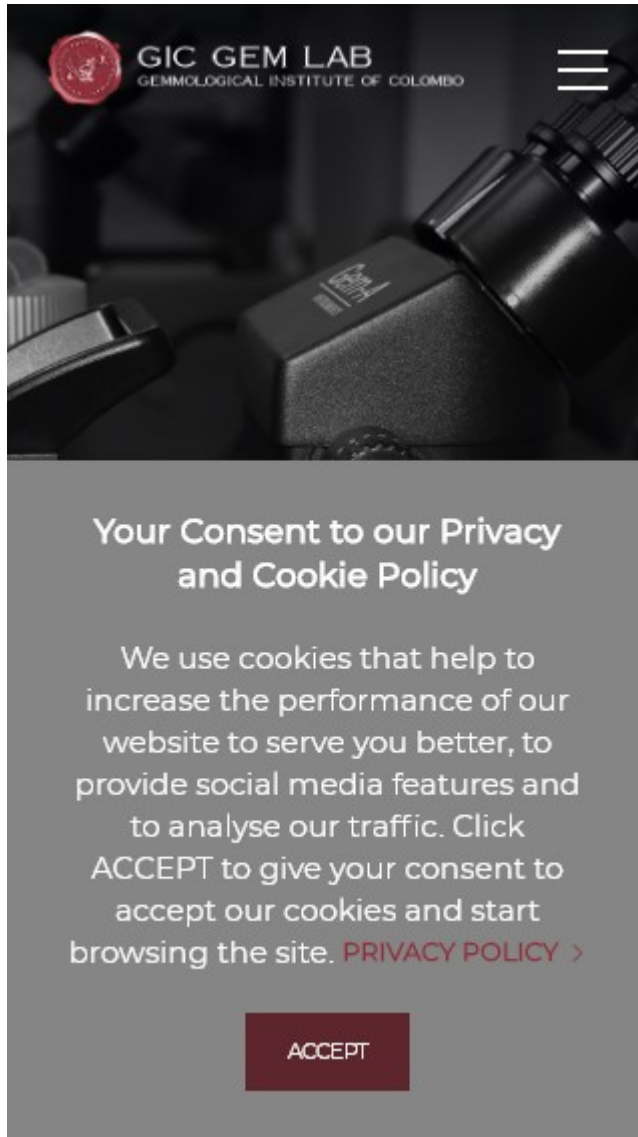 GIC GEM LAB
GEMMOLOGICAL INSTITUTE OF COLOMBO
Gem-A
Your Consent to our Privacy
and Cookie Policy
We use cookies that help to
increase the performance of our
website to serve you better, to
provide social media features and
to analyse our traffic. Click
ACCEPT to give your consent to
accept our cookies and start
browsing the site. PRIVACY POLICY >
ACCEPT